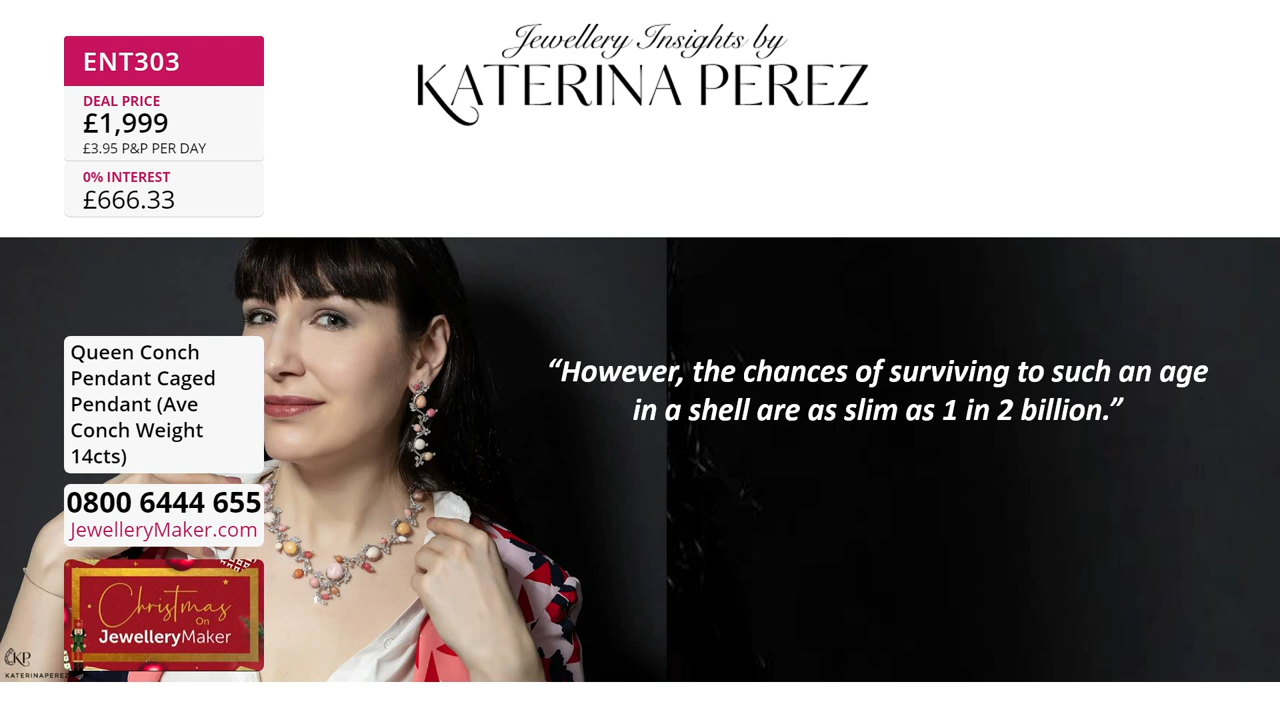 Jewellery Insights by
KATERINA PEREZ
ENT303
DEAL PRICE
£1,999
£3.95 P&P PER DAY
0% INTEREST
£666.33
Queen Conch
Pendant Caged
Pendant (Ave
Conch Weight
14cts)
0800 6444 655
JewelleryMaker.com
Christmas
On
JewelleryMaker
“However, the chances of surviving to such an age
in a shell are as slim as 1 in 2 billion.”
KP